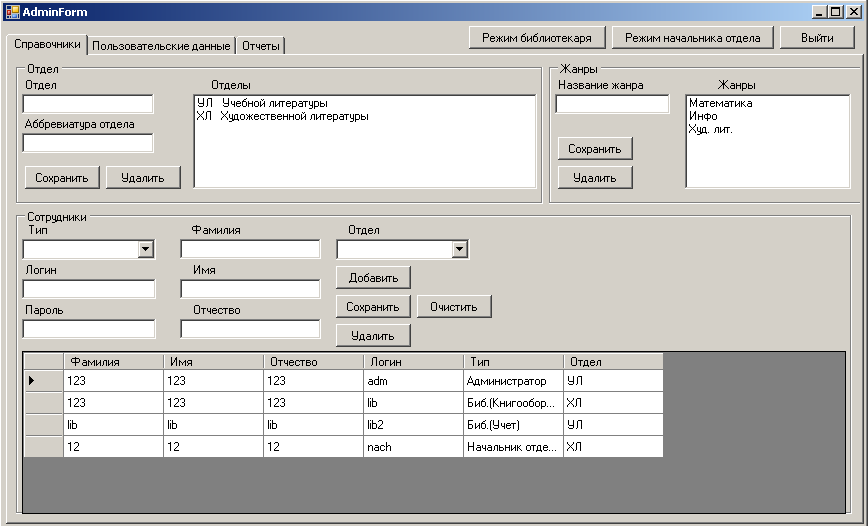 AdminForm
Режим библиотекаря Режим начальника отдела Выйти
Справочники Пользовательские данные Отчеты
Отдел
Отдел
Аббревиатура отдела
Сохранить Удалить
Отделы
УЛ Учебной литературы
ХЛ Художественной литературы
Жанры
Название жанра
Сохранить
Удалить
Жанры
Математика
Инфо
Худ. лит.
Сотрудники
Тип Фамилия Отдел
Логин Имя
Добавить
Пароль Отчество
Сохранить Очистить
Удалить
Фамилия Имя Отчество Логин Тип Отдел
123 123 123 adm Администратор УЛ
123 123 123 lib Биб.(Книгообор... ХЛ
lib lib lib lib2 Биб.(Учет) УЛ
12 12 12 nach Начальник отде... ХЛ